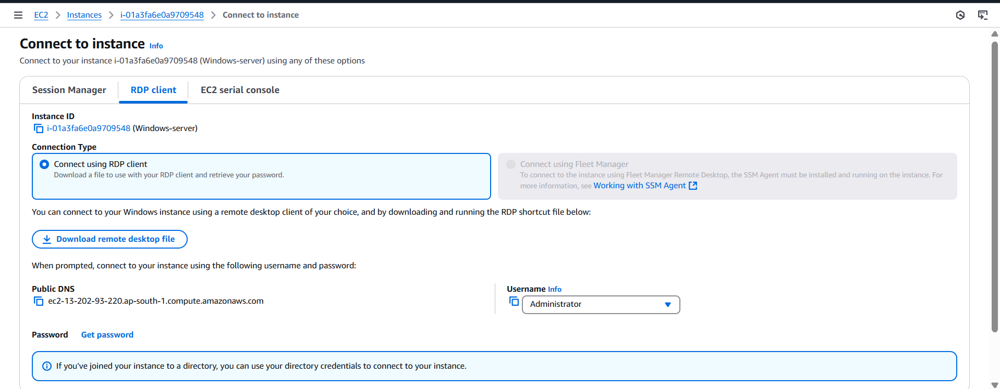 EC2 > Instances > i-01a3fa6e0a9709548 > Connect to instance
Connect to instance Info
Connect to your instance i-01a3fa6e0a9709548 (Windows-server) using any of these options
Session Manager RDP client EC2 serial console
Instance ID
i-01a3fa6e0a9709548 (Windows-server)
Connection Type
Connect using RDP client
Download a file to use with your RDP client and retrieve your password.
Connect using Fleet Manager
To connect to the instance using Fleet Manager Remote Desktop, the SSM Agent must be installed and running on the instance. For
more information, see Working with SSM Agent
You can connect to your Windows instance using a remote desktop client of your choice, and by downloading and running the RDP shortcut file below:
Download remote desktop file
When prompted, connect to your instance using the following username and password:
Public DNS
ec2-13-202-93-220.ap-south-1.compute.amazonaws.com
Username Info
Administrator
Password Get password
If you've joined your instance to a directory, you can use your directory credentials to connect to your instance.